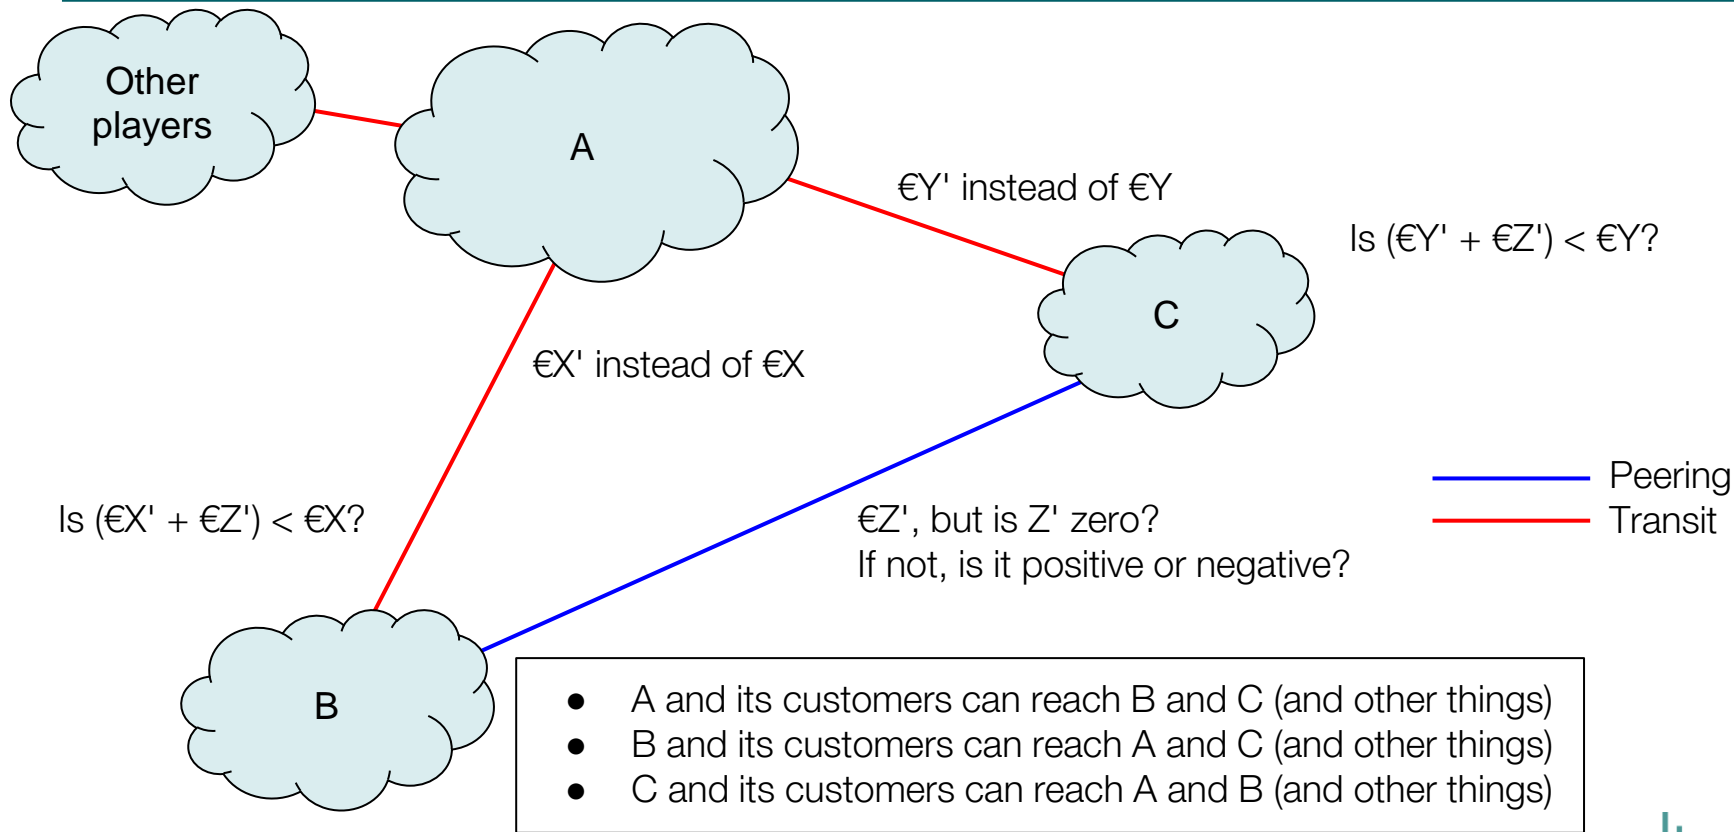 Other
players
A
€Y' instead of €Y
Is (€Y' + €Z') < €Y?
C
€X' instead of €X
Peering
Transit
Is (€X' + €Z') < €X?
€Z', but is Z' zero?
If not, is it positive or negative?
B
● A and its customers can reach B and C (and other things)
● B and its customers can reach A and C (and other things)
● C and its customers can reach A and B (and other things)